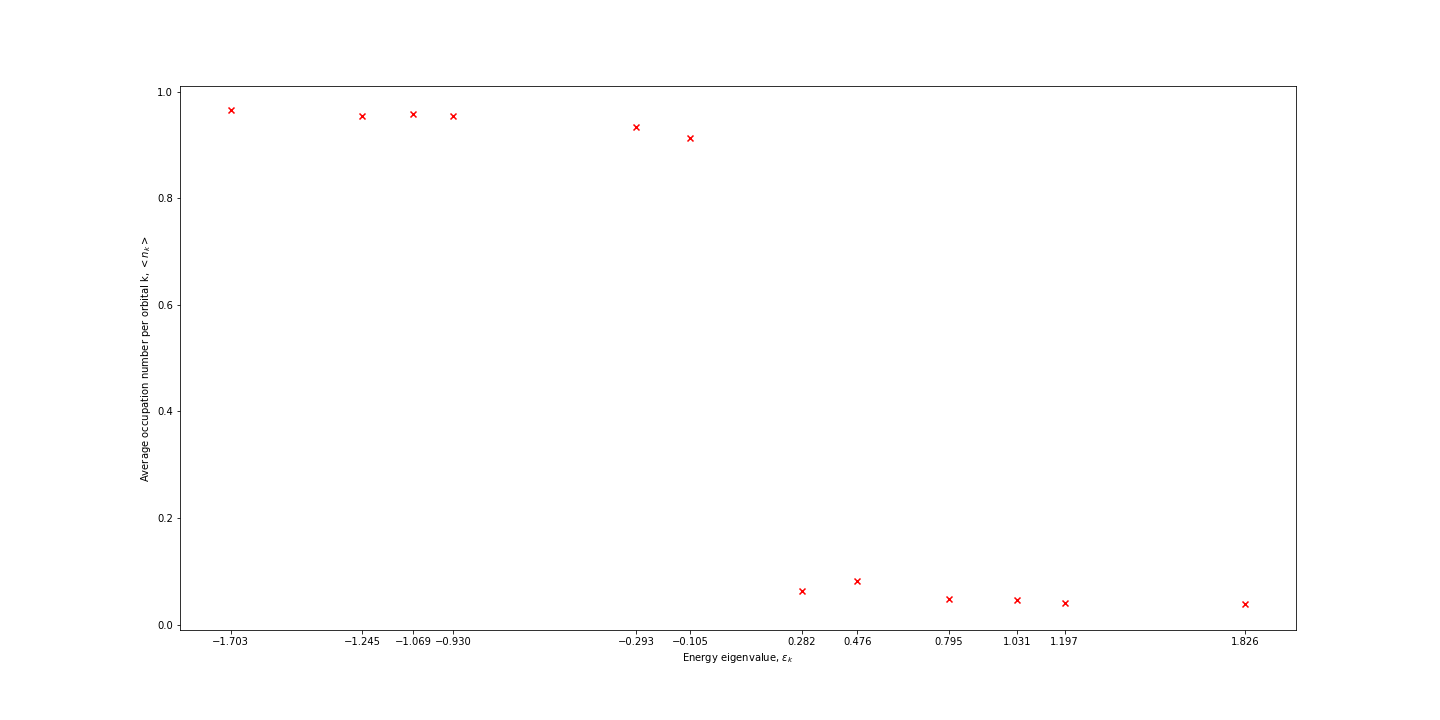 1.0
0.8
0.6
0.4
0.2
0.0
Average occupation number per orbital k, < n_k >
−1.703 −1.245 −1.069 −0.930 −0.293 −0.105 0.282 0.476 0.795 1.031 1.197 1.826
Energy eigenvalue, ε_k